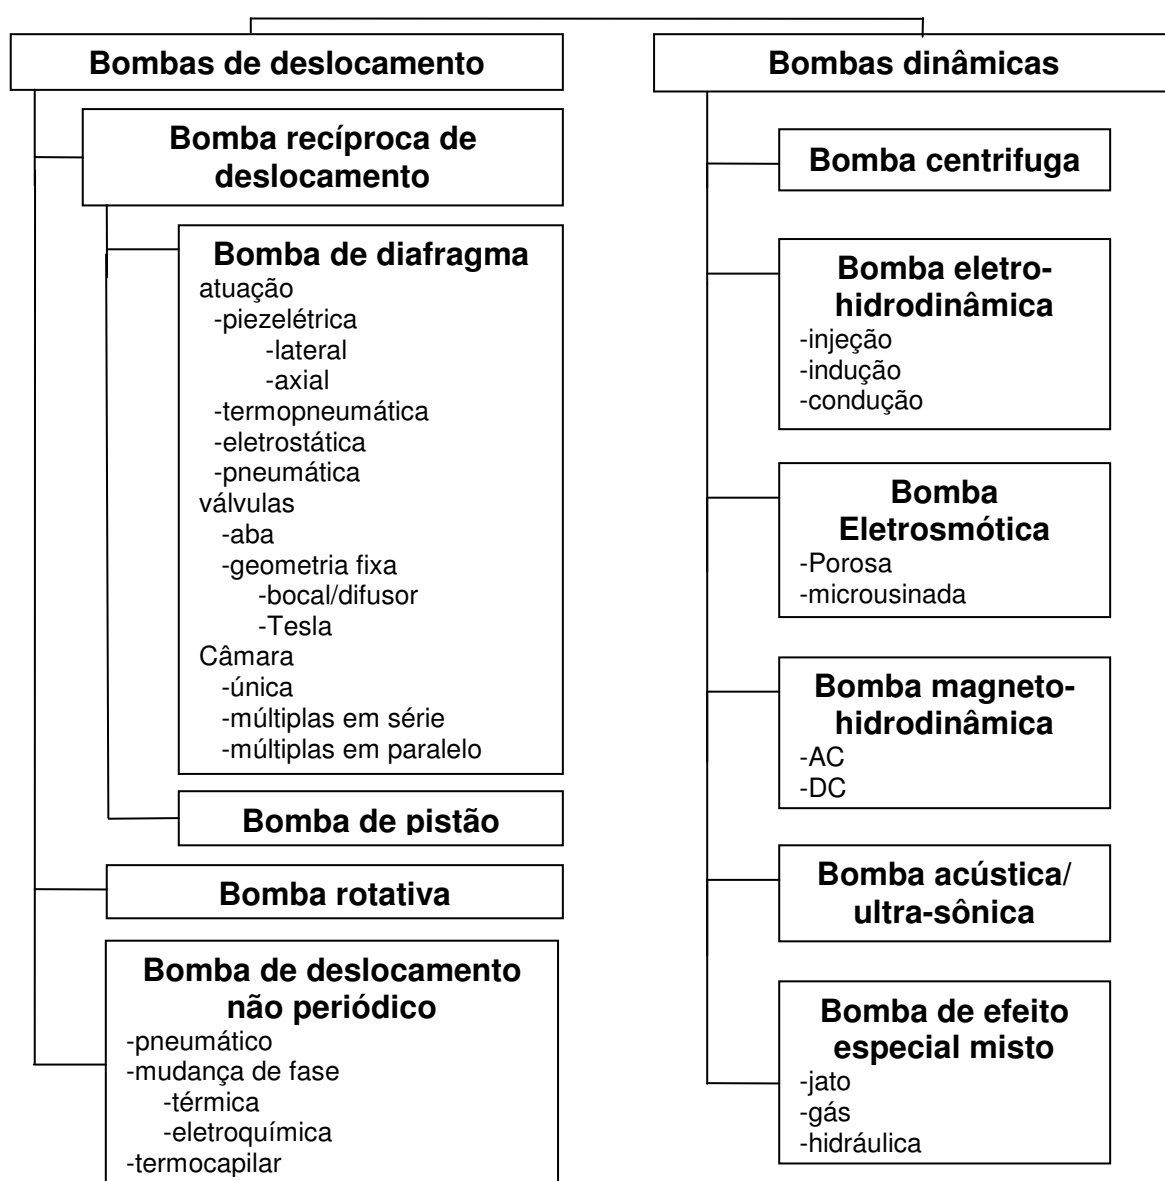 Bombas de deslocamento
Bomba recíproca de
deslocamento
Bomba de diafragma
atuação
-piezelétrica
-lateral
-axial
-termopneumática
-eletrostática
-pneumática
válvulas
-aba
-geometria fixa
-bocal/difusor
-Tesla
Câmara
-única
-múltiplas em série
-múltiplas em paralelo
Bomba de pistão
Bomba rotativa
Bomba de deslocamento
não periódico
-pneumático
-mudança de fase
-térmica
-eletroquímica
-termocapilar
Bombas dinâmicas
Bomba centrifuga
Bomba eletro-
hidrodinâmica
-injeção
-indução
-condução
Bomba
Eletrosmótica
-Porosa
-microusinada
Bomba magneto-
hidrodinâmica
-AC
-DC
Bomba acústica/
ultra-sônica
Bomba de efeito
especial misto
-jato
-gás
-hidráulica